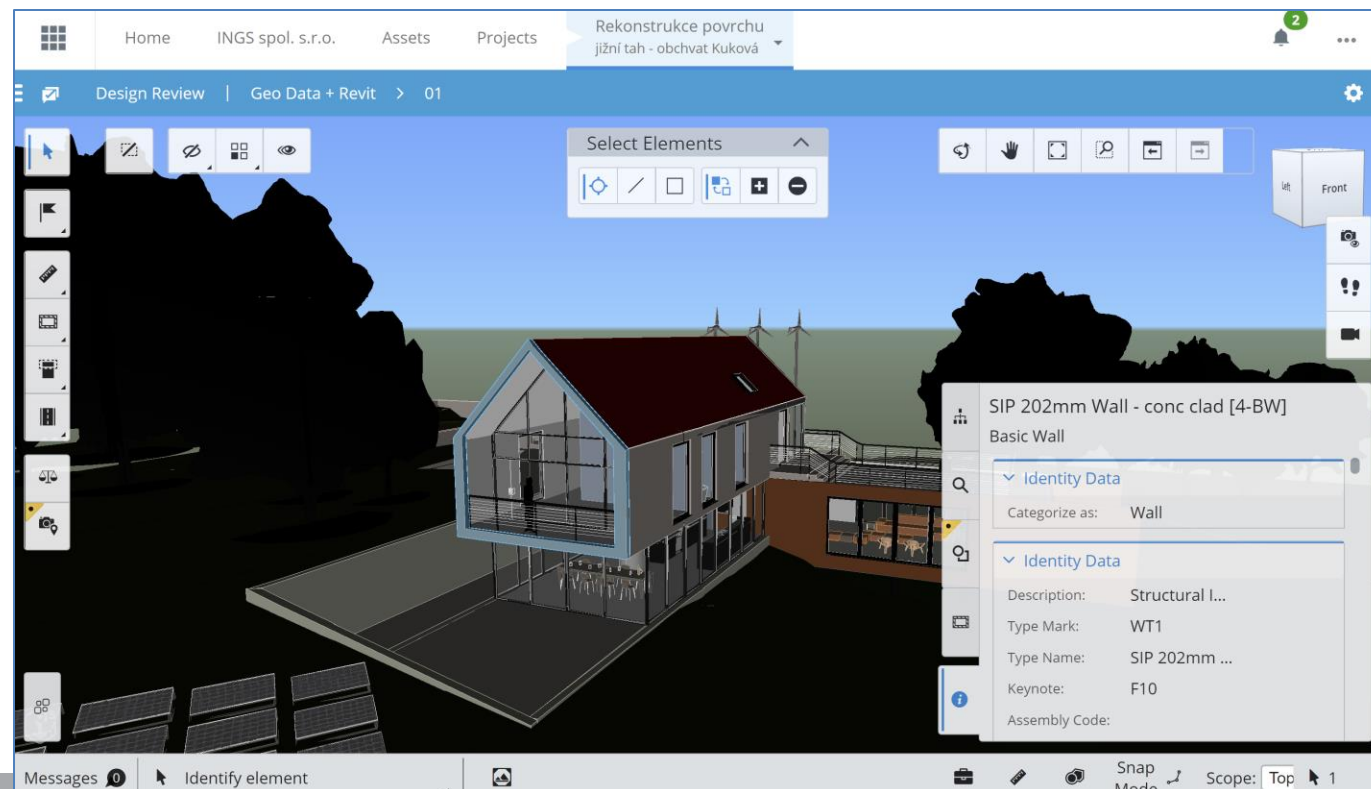 Home INGS spol. s.r.o. Assets Projects
Rekonstrukce povrchu
jižní tah - obchvat Kuková
2
Design Review | Geo Data + Revit > 01
Select Elements
Left Front
SIP 202mm Wall - conc clad [4-BW]
Basic Wall
Identity Data
Categorize as: Wall
Identity Data
Description: Structural I...
Type Mark: WT1
Type Name: SIP 202mm ...
Keynote: F10
Assembly Code:
Messages 0 Identify element
Snap
Mode
Scope: Top 1